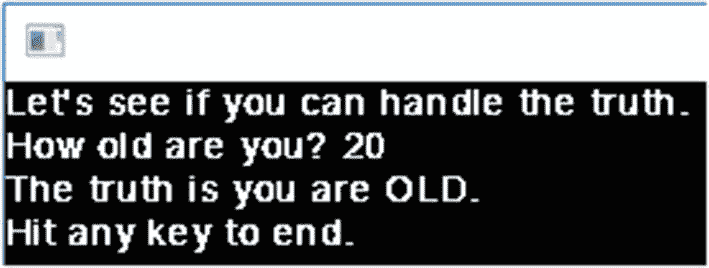 Let's see if you can handle the truth.
How old are you? 20
The truth is you are OLD.
Hit any key to end.